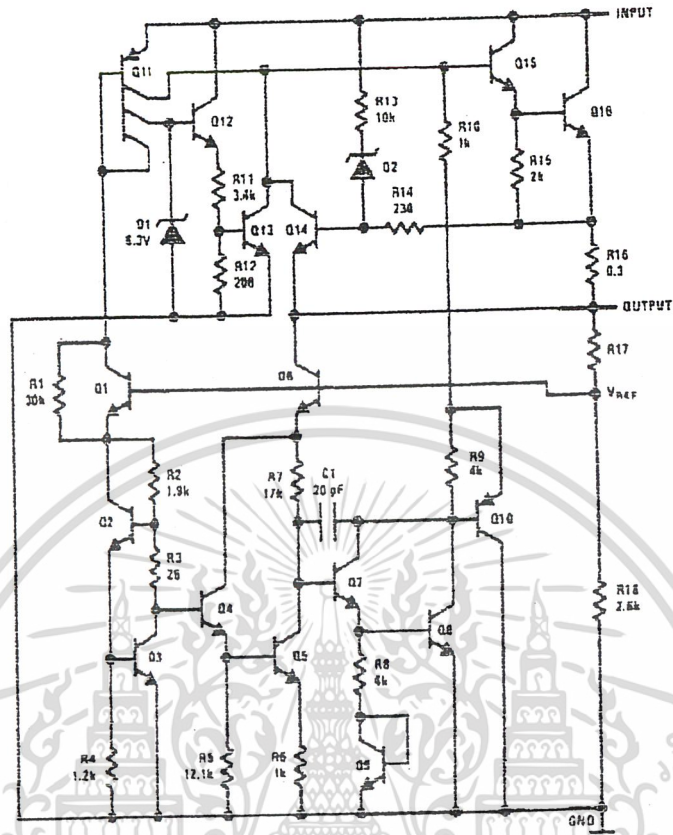 INPUT
Q11
Q15
Q12
R13
10k
Q16
R10
1k
D2
R15
2k
R11
3.4k
R14
230
D1
6.3V
Q13
Q14
R16
0.3
R12
200
OUTPUT
R17
R1
30k
Q1
Q6
VREF
R2
1.9k
R7
17k
C1
20 pF
R9
4k
Q2
Q10
R3
26
Q7
R18
2.6k
Q4
Q8
Q3
Q5
R8
4k
R4
1.2k
R5
12.1k
R6
1k
Q9
GND